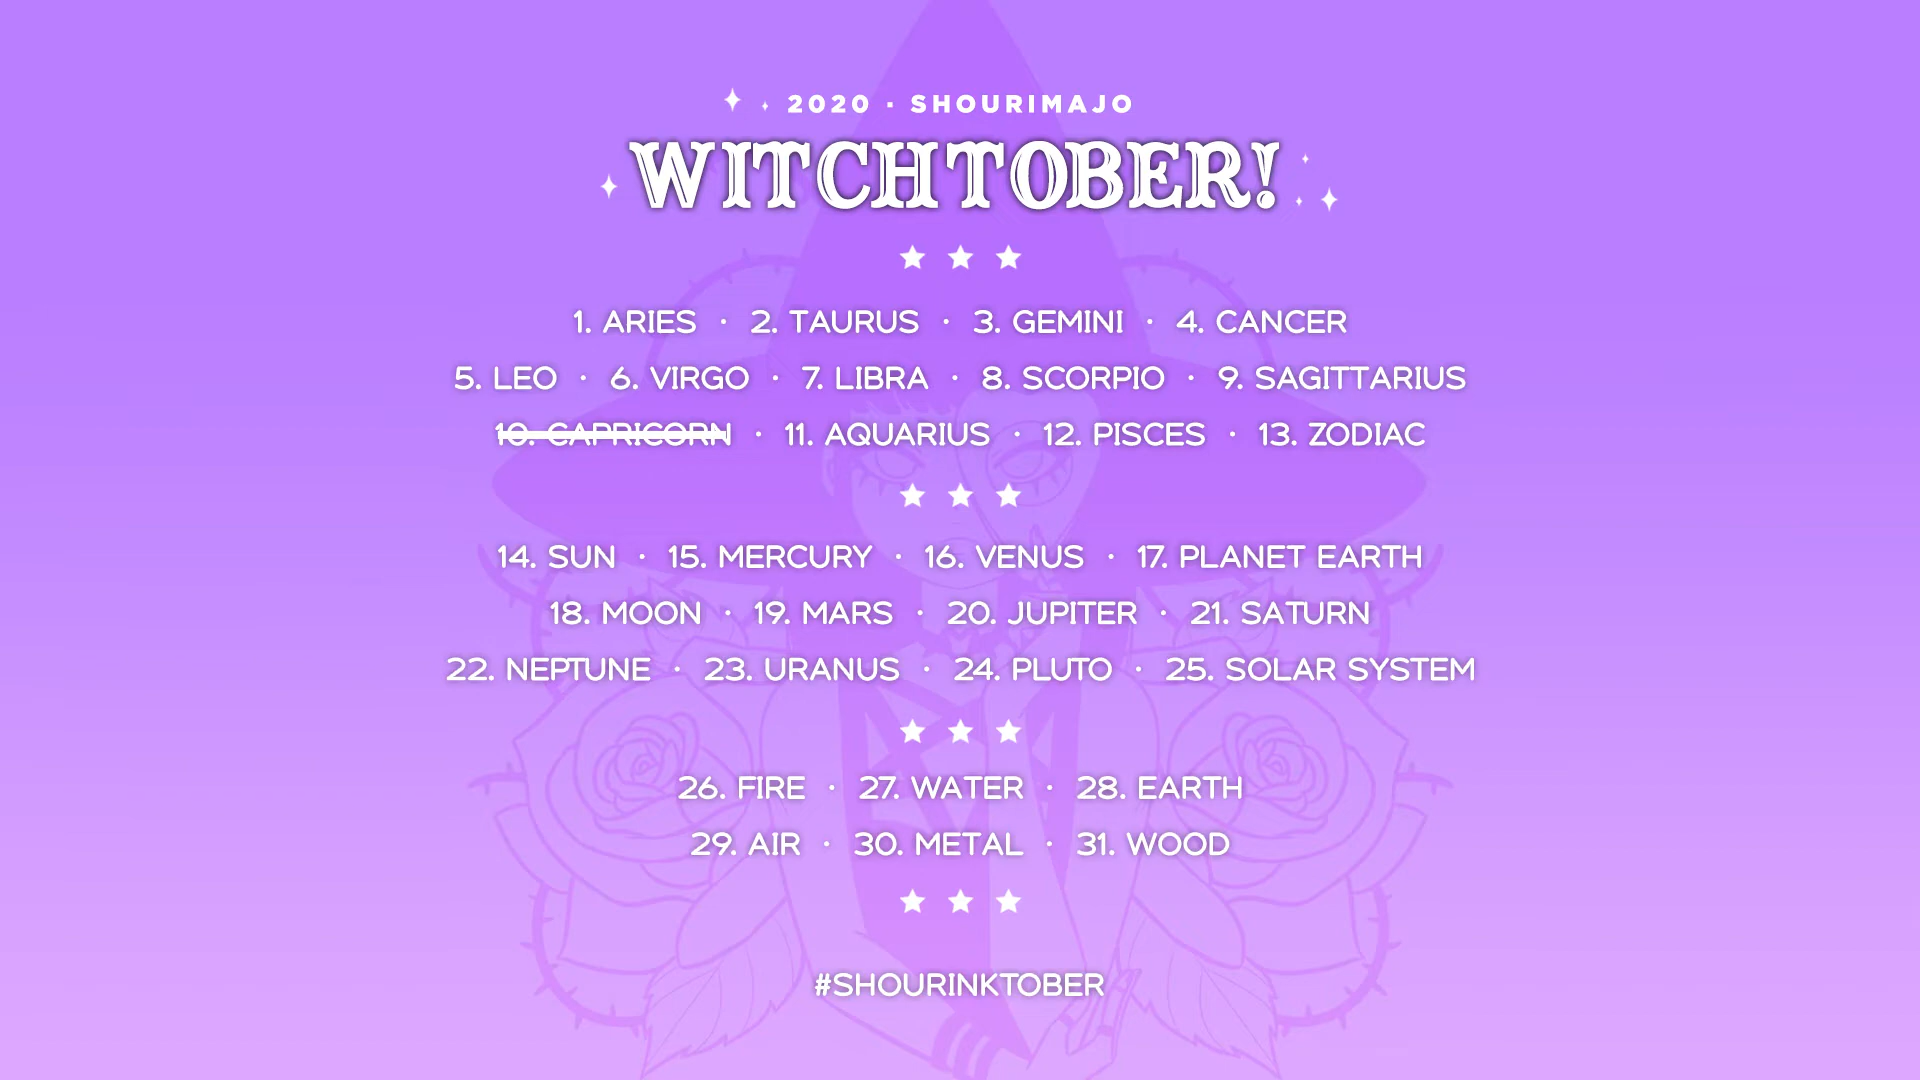 2020 · SHOURIMAJO
WITCHTOBER!
1. ARIES · 2. TAURUS · 3. GEMINI · 4. CANCER
5. LEO · 6. VIRGO · 7. LIBRA · 8. SCORPIO · 9. SAGITTARIUS
10. CAPRICORN · 11. AQUARIUS · 12. PISCES · 13. ZODIAC
14. SUN · 15. MERCURY · 16. VENUS · 17. PLANET EARTH
18. MOON · 19. MARS · 20. JUPITER · 21. SATURN
22. NEPTUNE · 23. URANUS · 24. PLUTO · 25. SOLAR SYSTEM
26. FIRE · 27. WATER · 28. EARTH
29. AIR · 30. METAL · 31. WOOD
#SHOURINKTOBER